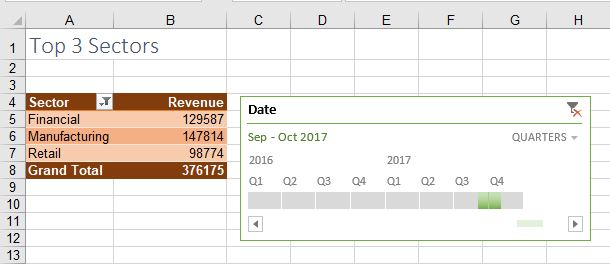 A B C D E F G H
1 Top 3 Sectors
2
3
4 Sector Revenue
5 Financial 129587
6 Manufacturing 147814
7 Retail 98774
8 Grand Total 376175
9
10
11
12
13
Date
Sep - Oct 2017 QUARTERS
2016 2017
Q1 Q2 Q3 Q4 Q1 Q2 Q3 Q4